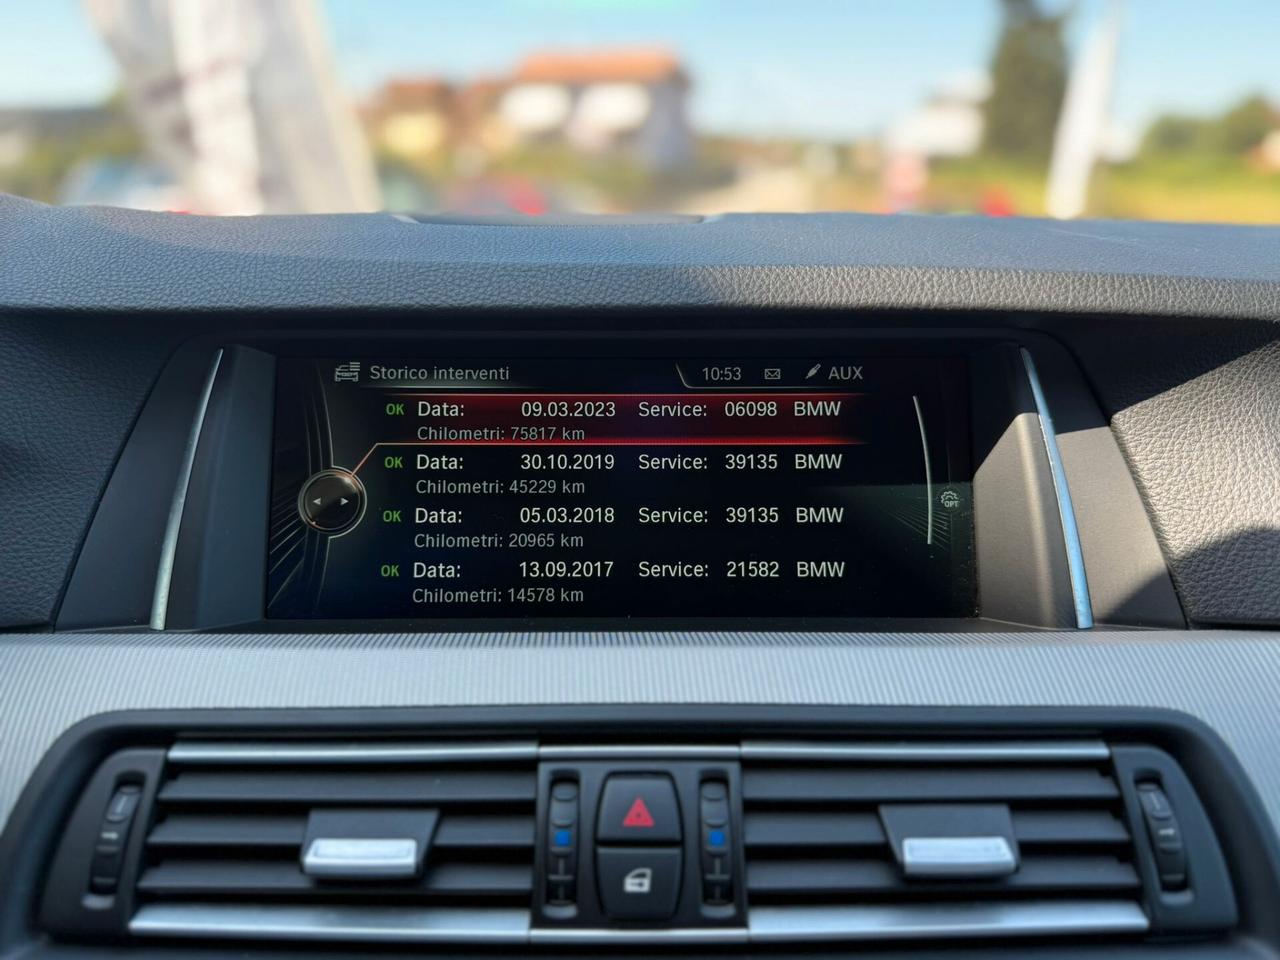 Storico interventi 10:53 AUX
OK Data: 09.03.2023 Service: 06098 BMW
Chilometri: 75817 km
OK Data: 30.10.2019 Service: 39135 BMW
Chilometri: 45229 km
OK Data: 05.03.2018 Service: 39135 BMW
Chilometri: 20965 km
OK Data: 13.09.2017 Service: 21582 BMW
Chilometri: 14578 km
OPT